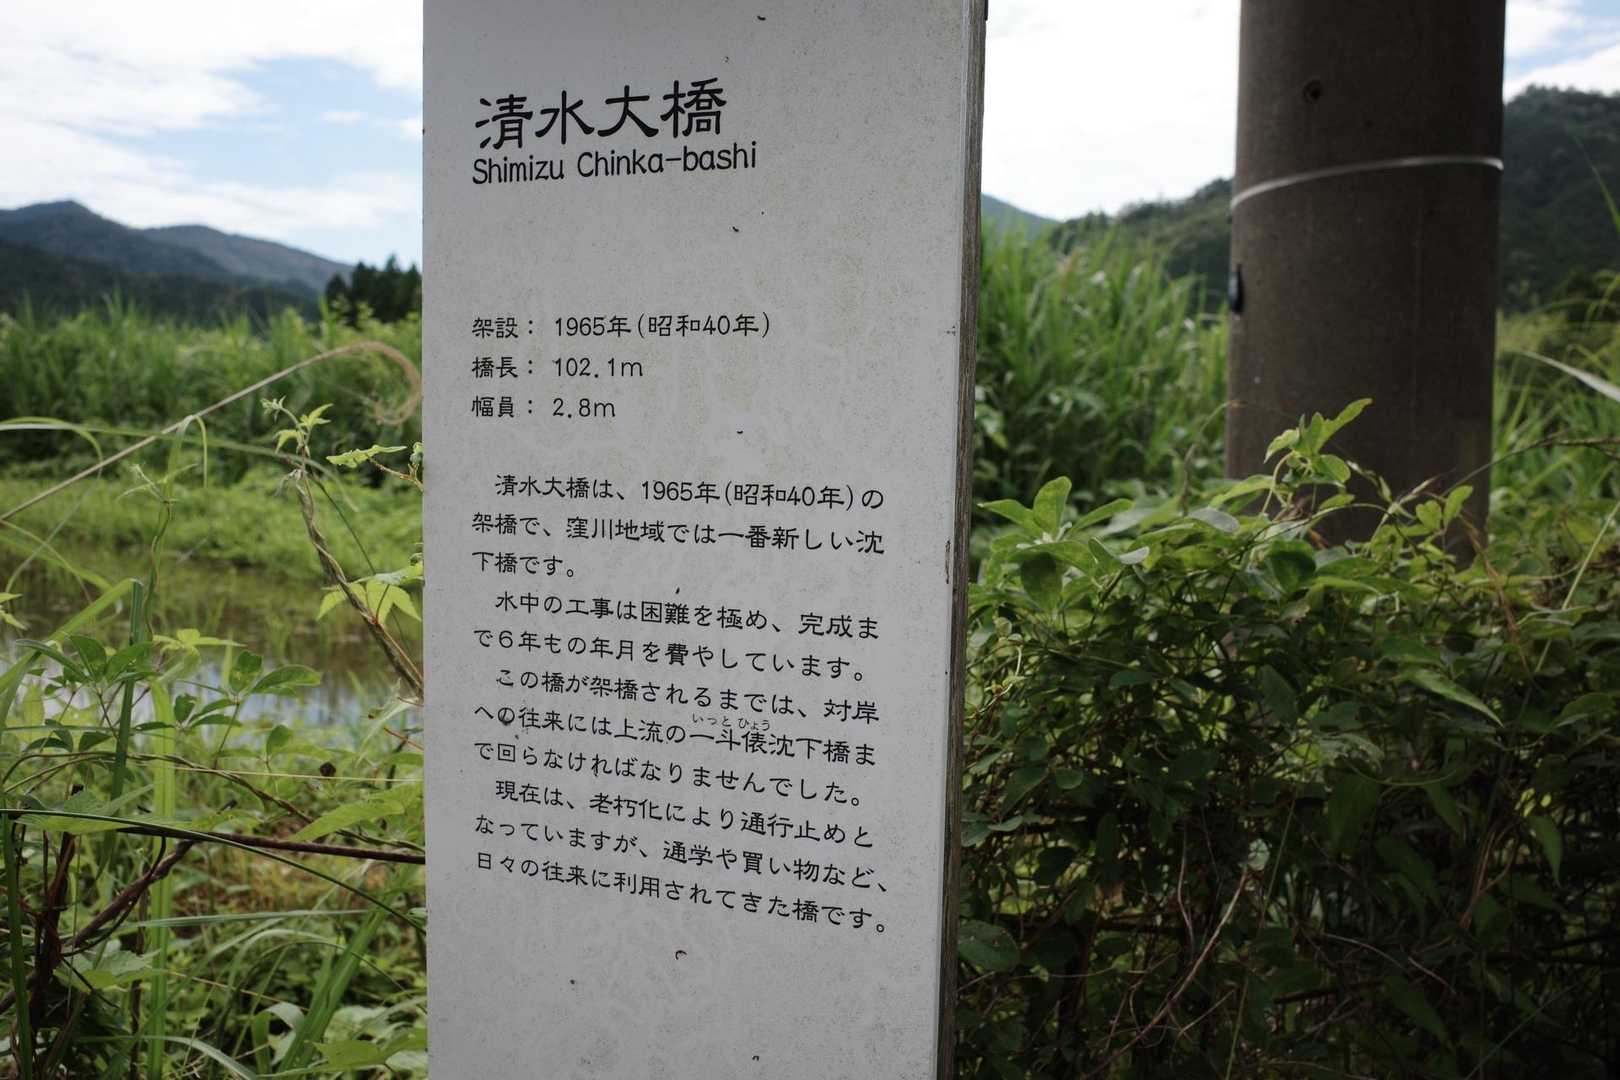 清水大橋
Shimizu Chinka-bashi
架設： 1965年(昭和40年)
橋長： 102.1m
幅員： 2.8m
清水大橋は、1965年(昭和40年)の
架橋で、窪川地域では一番新しい沈
下橋です。
水中の工事は困難を極め、完成ま
で6年もの年月を費やしています。
この橋が架橋されるまでは、対岸
いっと ひょう
への往来には上流の一斗俵沈下橋ま
で回らなければなりませんでした。
現在は、老朽化により通行止めと
なっていますが、通学や買い物など、
日々の往来に利用されてきた橋です。